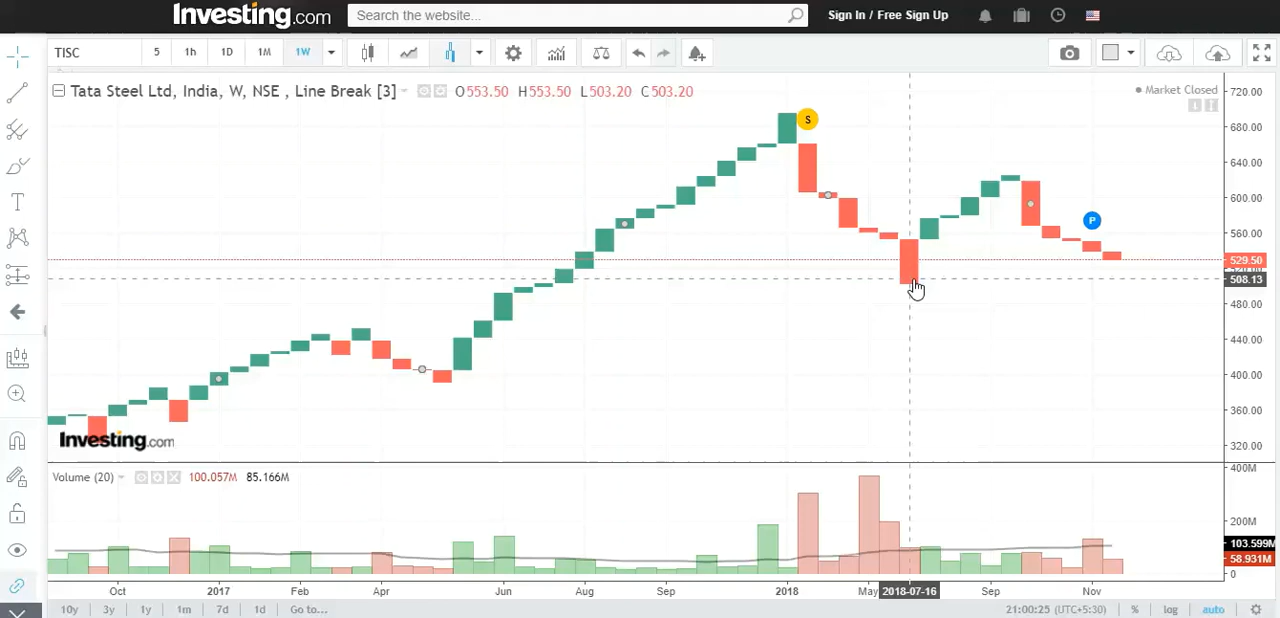 Investing.com Search the website... Sign In / Free Sign Up
TISC 5 1h 1D 1M 1W
Tata Steel Ltd, India, W, NSE , Line Break [3] O553.50 H553.50 L503.20 C503.20
Market Closed
720.00
680.00
S
640.00
600.00
P
560.00
529.50
508.13
480.00
440.00
400.00
360.00
Investing.com
320.00
Volume (20) 100.057M 85.166M
400M
200M
103.599M
58.931M
0
Oct 2017 Feb Apr Jun Aug Sep 2018 May 2018-07-16 Sep Nov
10y 3y 1y 1m 7d 1d Go to... 21:00:25 (UTC+5:30) % log auto